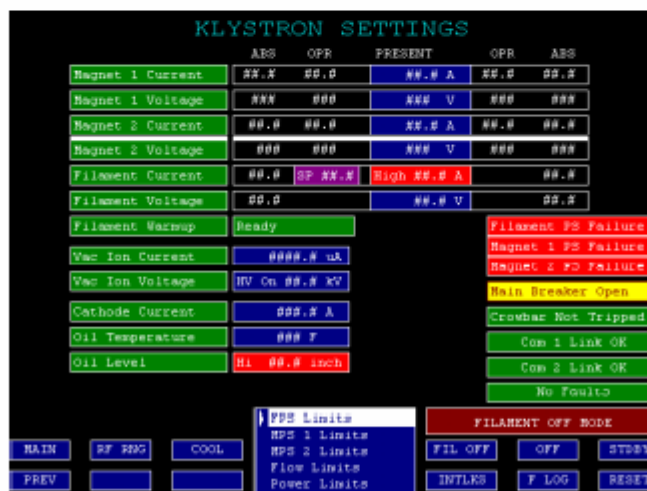 KLYSTRON SETTINGS
ABS OPR PRESENT OPR ABS
Magnet 1 Current ##.# ##.# ##.# A ##.# ##.#
Magnet 1 Voltage ### ### ### V ### ###
Magnet 2 Current ##.# ##.# ##.# A ##.# ##.#
Magnet 2 Voltage ### ### ### V ### ###
Filament Current ##.# SP ##.# High ##.# A ##.#
Filament Voltage ##.# ##.# V ##.#
Filament Warmup Ready Filament PS Failure
Magnet 1 PS Failure
Vac Ion Current ####.# uA Magnet 2 PS Failure
Vac Ion Voltage HV On ##.# kV Main Breaker Open
Cathode Current ###.# A Crowbar Not Tripped
Oil Temperature ### F Com 1 Link OK
Oil Level Hi ##.# inch Com 2 Link OK
No Faults
FPS Limits FILAMENT OFF MODE
MPS 1 Limits
MAIN RF RNG COOL MPS 2 Limits FIL OFF OFF STDBY
Flow Limits
PREV Power Limits INTLKS F LOG RESET